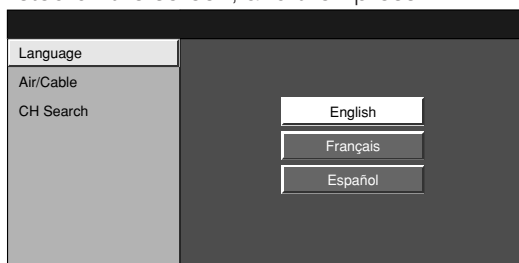 Language
Air/Cable
CH Search
English
Français
Español